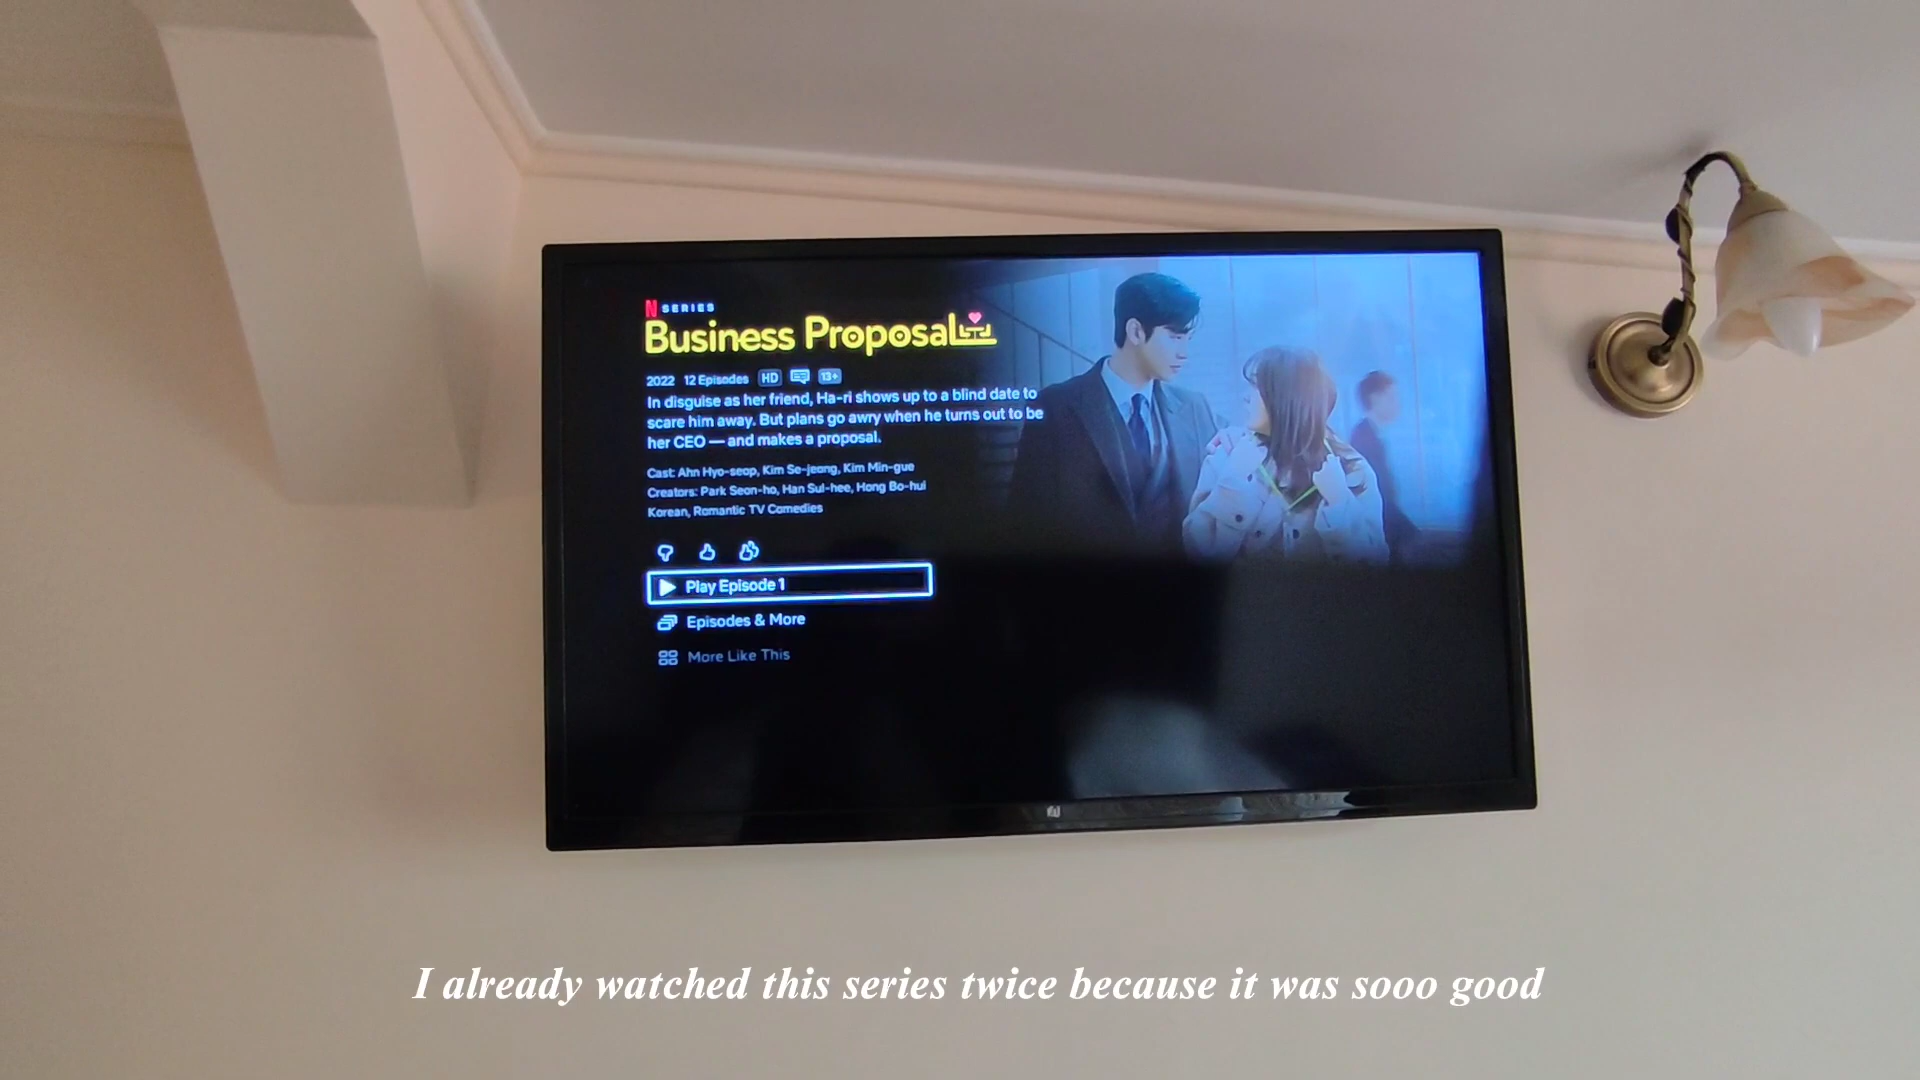 N SERIES
Business Proposal
2022 12 Episodes HD 13+
In disguise as her friend, Ha-ri shows up to a blind date to
scare him away. But plans go awry when he turns out to be
her CEO — and makes a proposal.
Cast: Ahn Hyo-seop, Kim Se-jeong, Kim Min-gue
Creators: Park Seon-ho, Han Sul-hee, Hong Bo-hui
Korean, Romantic TV Comedies
Play Episode 1
Episodes & More
More Like This
I already watched this series twice because it was sooo good